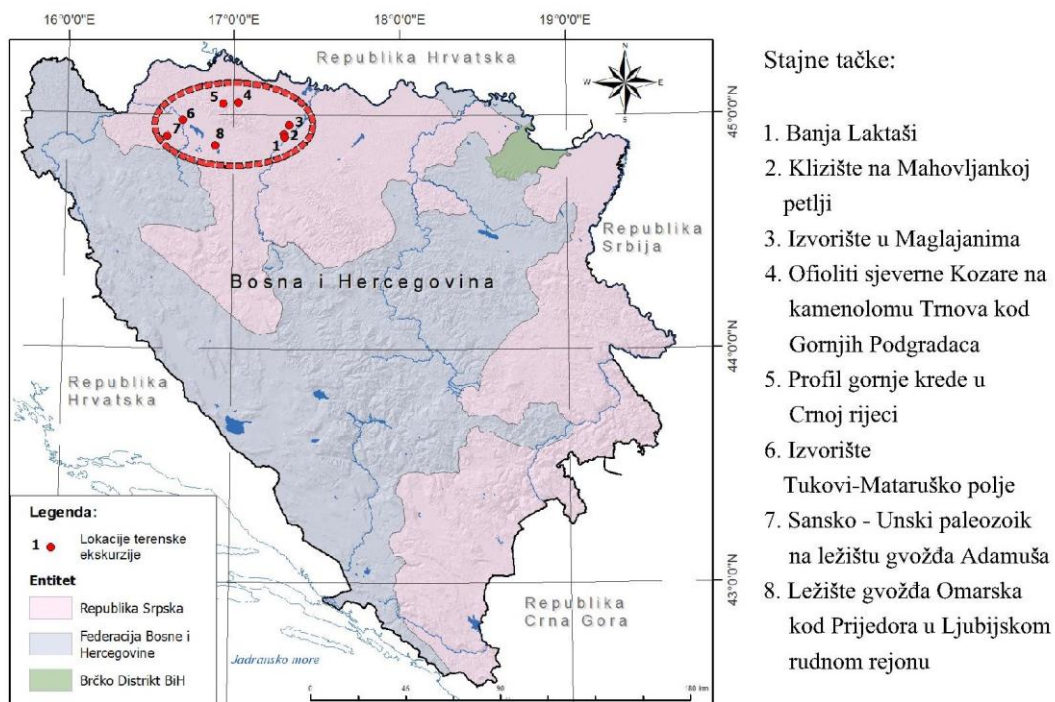 16°0'0"E
17°0'0"E
18°0'0"E
19°0'0"E
Republika Hrvatska
N
W
E
S
45°0'0"N
5
4
6
7
3
2
1
8
Republika
Srbija
Bosna i Hercegovina
44°0'0"N
Republika
Hrvatska
Legenda:
1
Lokacije terenske
ekskurzije
Entitet
Republika Srpska
Federacija Bosne i
Hercegovine
Brčko Distrikt BiH
43°0'0"N
Republika
Crna Gora
Jadransko more
0
45
90
180 km
Stajne tačke:
1. Banja Laktaši
2. Klizište na Mahovljankoj
petlji
3. Izvorište u Maglajanima
4. Ofioliti sjeverne Kozare na
kamenolomu Trnova kod
Gornjih Podgradaca
5. Profil gornje krede u
Crnoj rijeci
6. Izvorište
Tukovi-Mataruško polje
7. Sansko - Unski paleozoik
na ležištu gvožđa Adamuša
8. Ležište gvožđa Omarska
kod Prijedora u Ljubijskom
rudnom rejonu